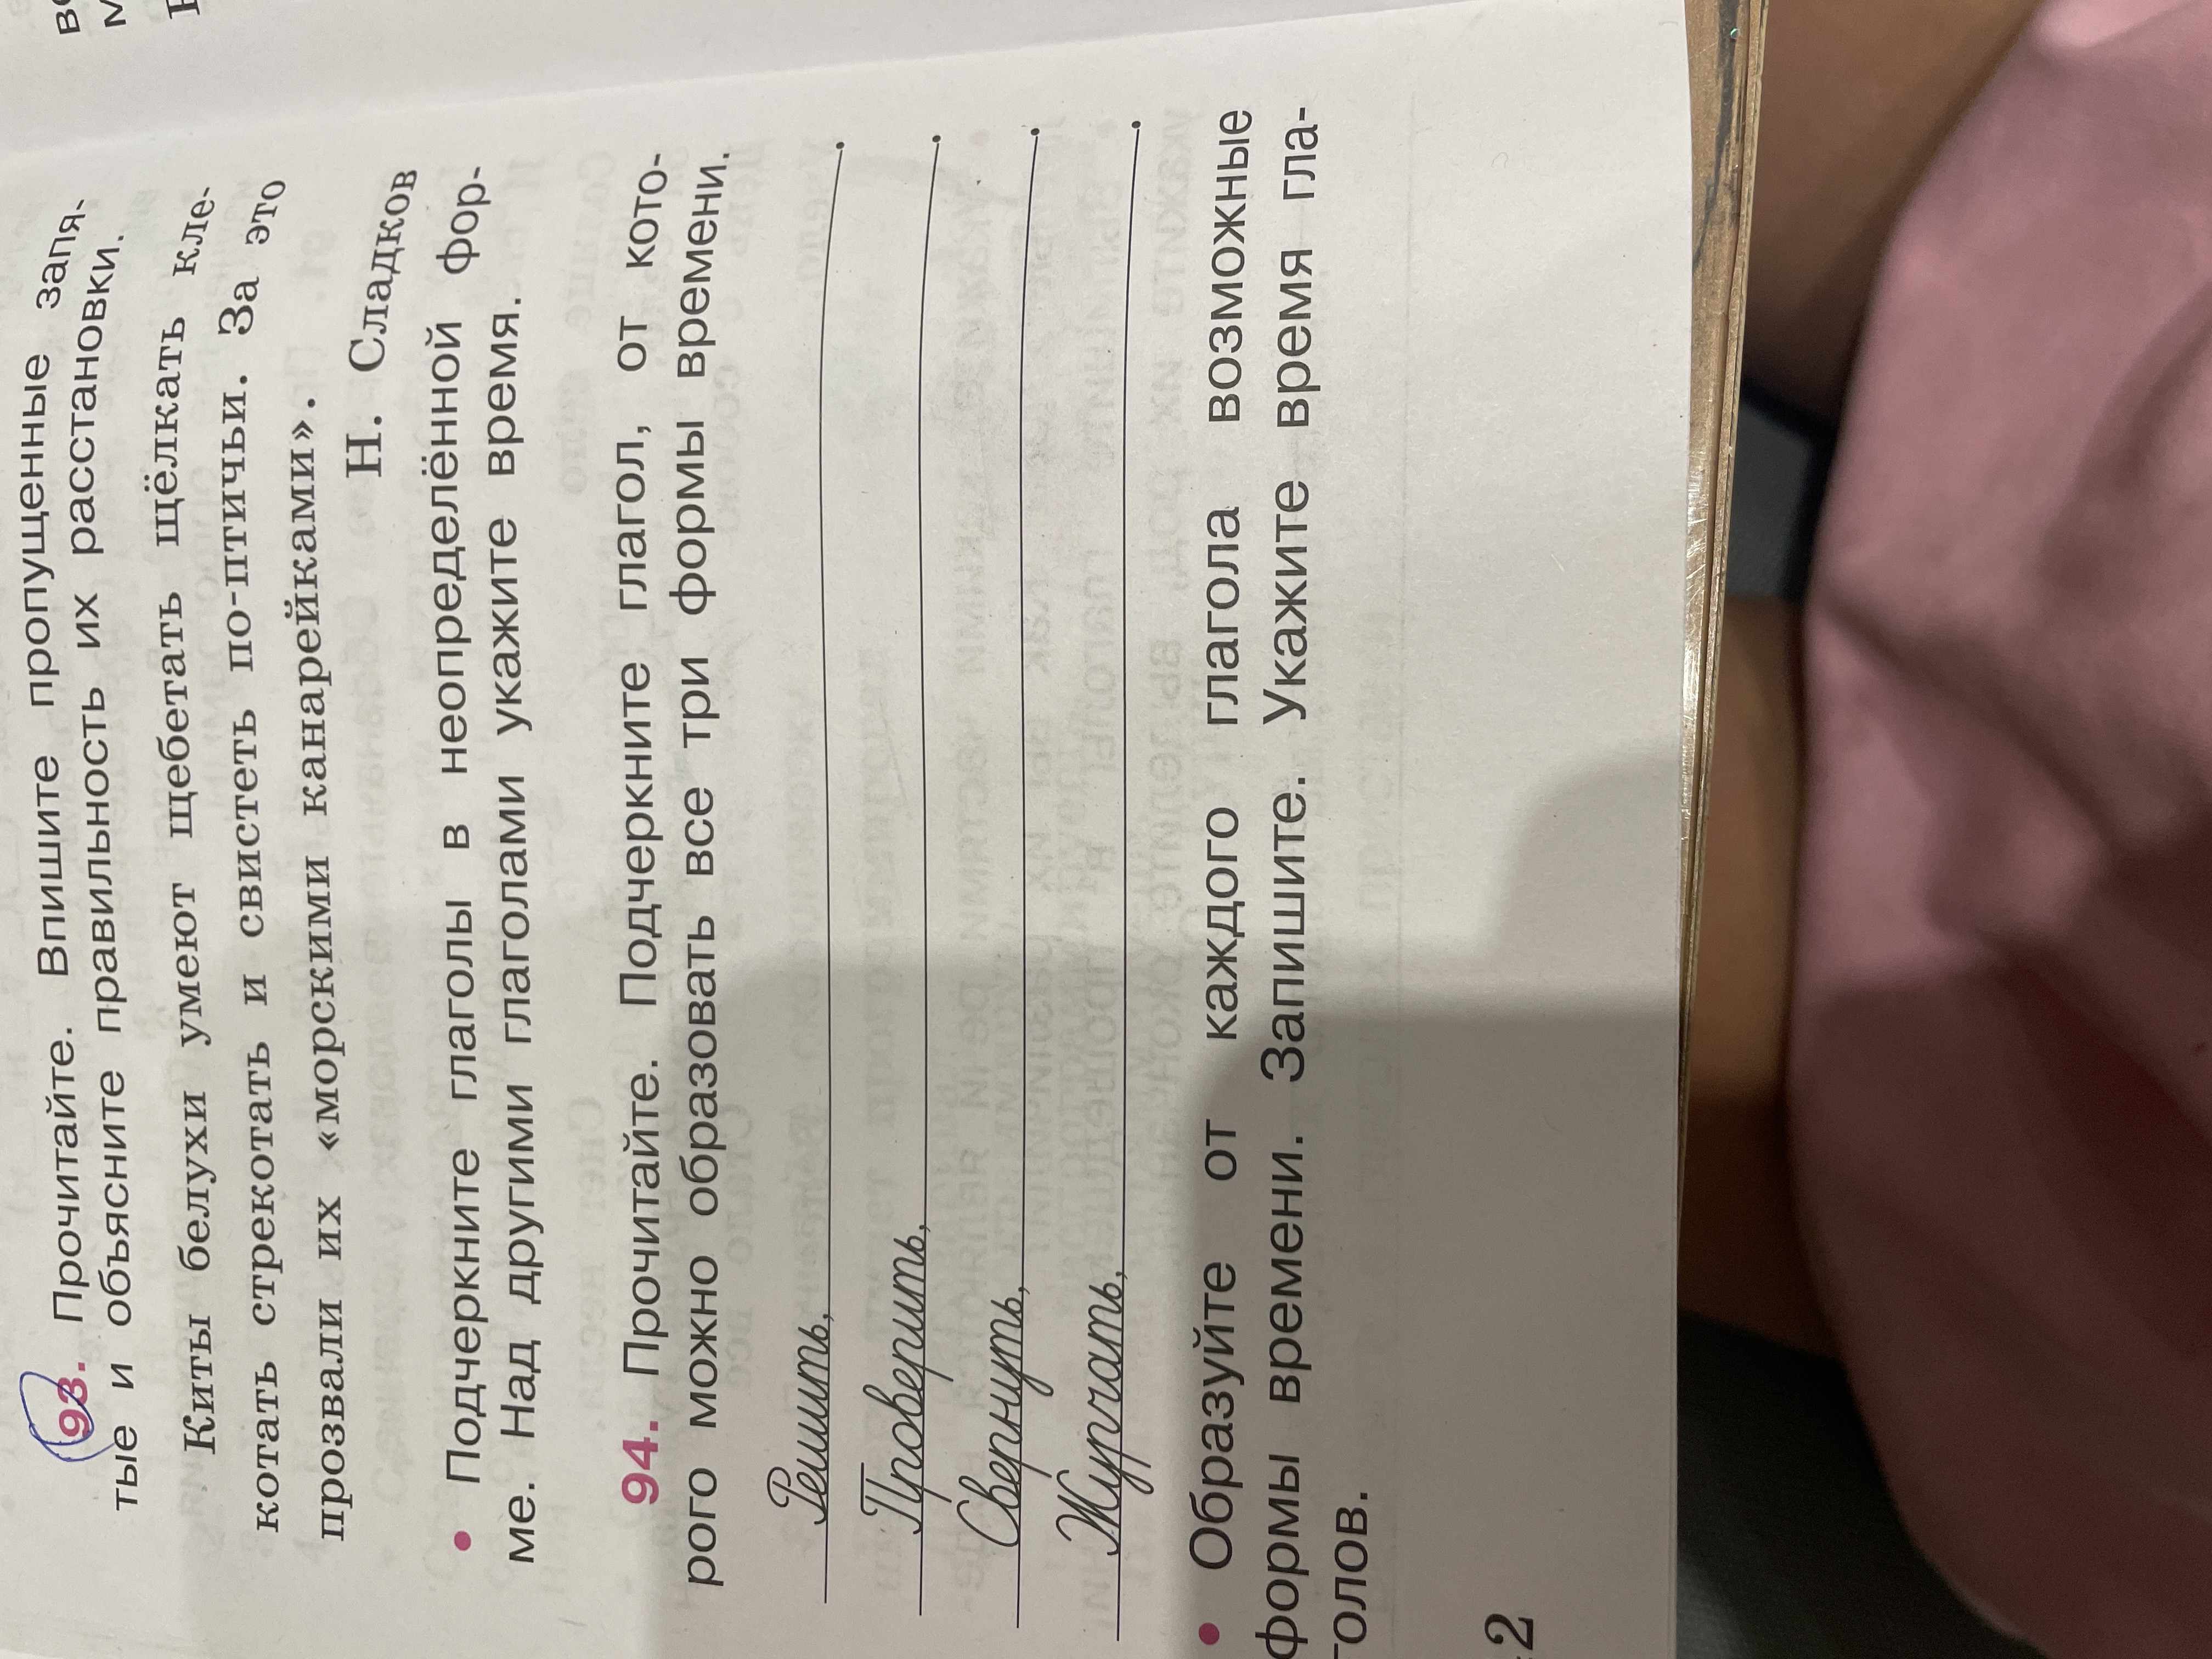 93. Прочитайте. Впишите пропущенные запя-
тые и объясните правильность их расстановки.
Киты белухи умеют щебетать щёлкать кле-
котать стрекотать и свистеть по-птичьи. За это
прозвали их «морскими канарейками».
Н. Сладков
• Подчеркните глаголы в неопределённой фор-
ме. Над другими глаголами укажите время.
94. Прочитайте. Подчеркните глагол, от кото-
рого можно образовать все три формы времени.
Решить, .
Проверить, .
Свернуть, .
Журчать, .
• Образуйте от каждого глагола возможные
формы времени. Запишите. Укажите время гла-
голов.